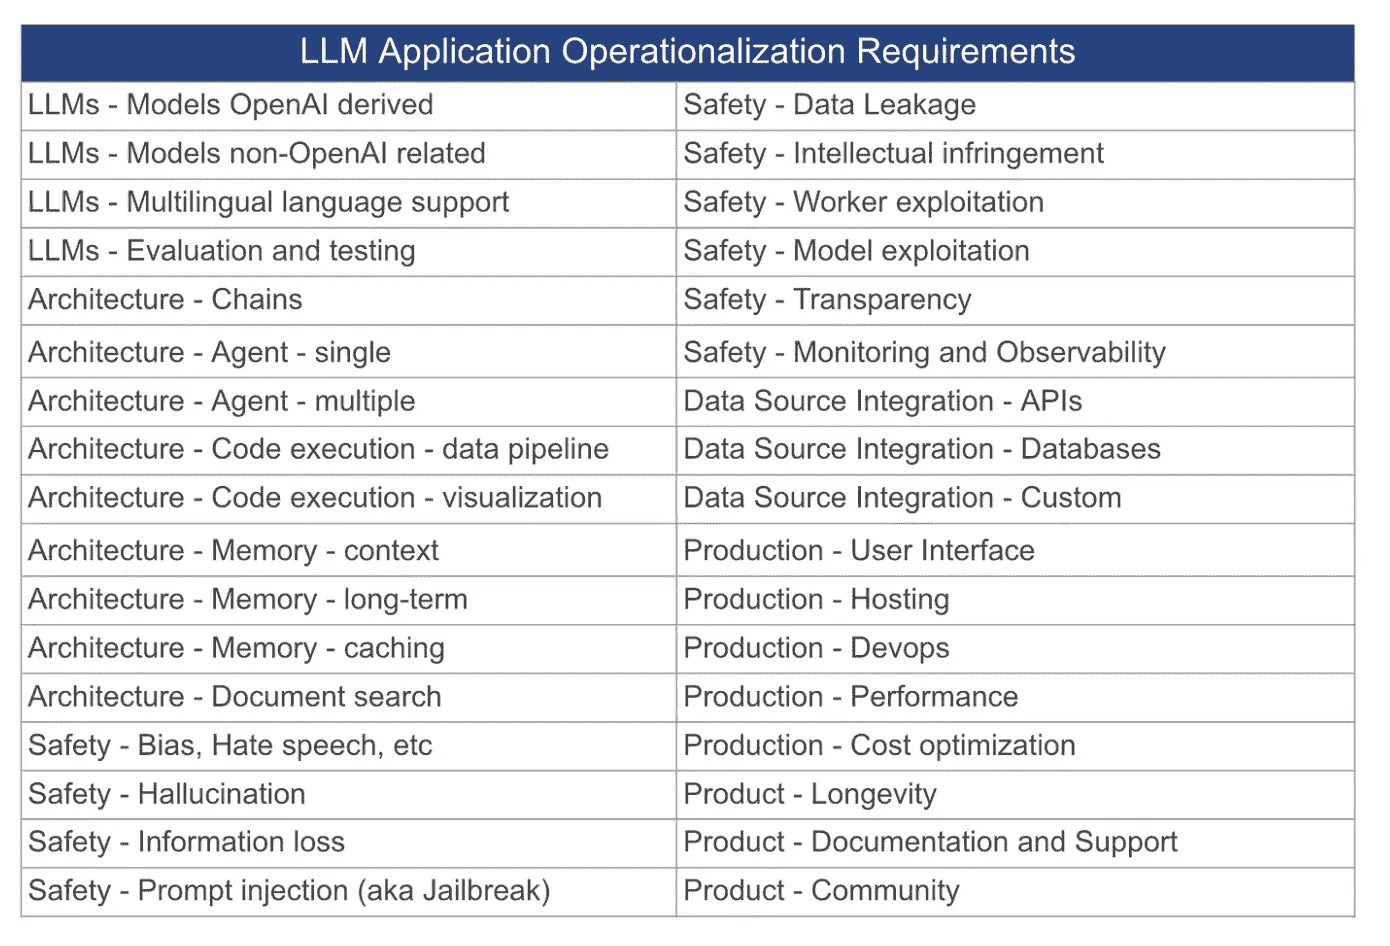 LLM Application Operationalization Requirements
LLMs - Models OpenAI derived
Safety - Data Leakage
LLMs - Models non-OpenAI related
Safety - Intellectual infringement
LLMs - Multilingual language support
Safety - Worker exploitation
LLMs - Evaluation and testing
Safety - Model exploitation
Architecture - Chains
Safety - Transparency
Architecture - Agent - single
Safety - Monitoring and Observability
Architecture - Agent - multiple
Data Source Integration - APIs
Architecture - Code execution - data pipeline
Data Source Integration - Databases
Architecture - Code execution - visualization
Data Source Integration - Custom
Architecture - Memory - context
Production - User Interface
Architecture - Memory - long-term
Production - Hosting
Architecture - Memory - caching
Production - Devops
Architecture - Document search
Production - Performance
Safety - Bias, Hate speech, etc
Production - Cost optimization
Safety - Hallucination
Product - Longevity
Safety - Information loss
Product - Documentation and Support
Safety - Prompt injection (aka Jailbreak)
Product - Community